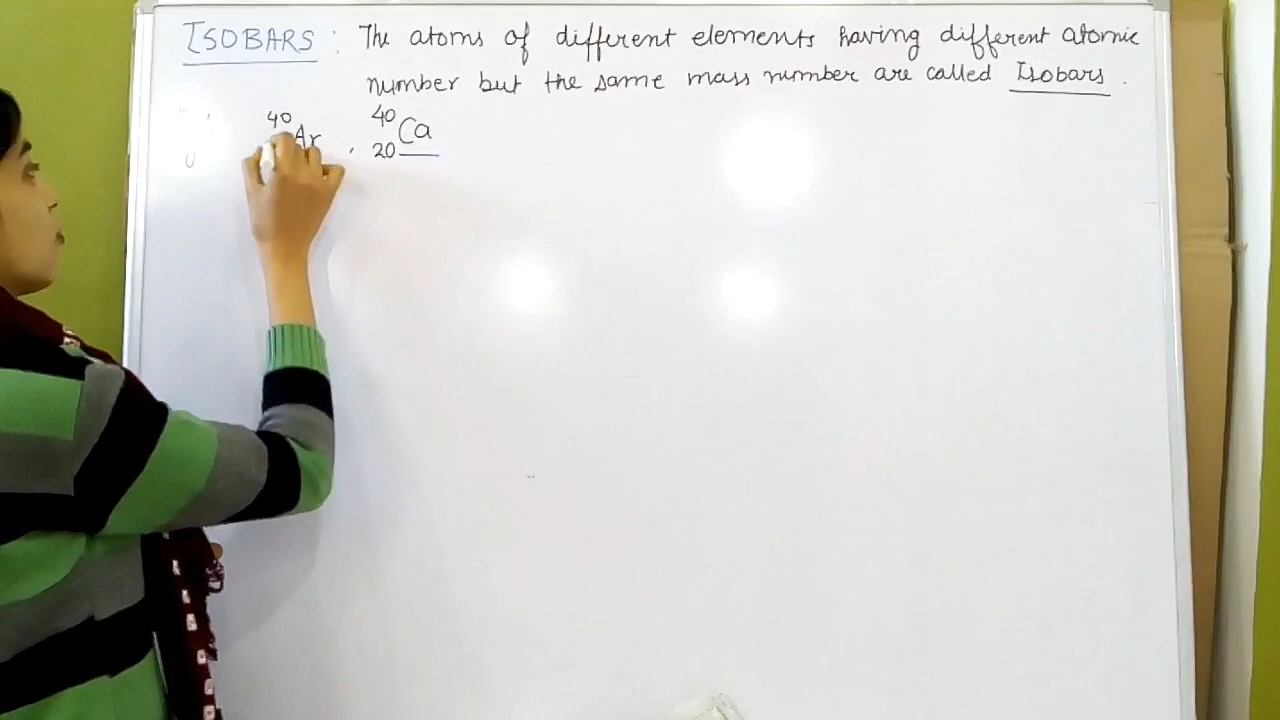 ISOBARS : The atoms of different elements having different atomic
number but the same mass number are called Isobars .
40 Ar , 40 20 Ca